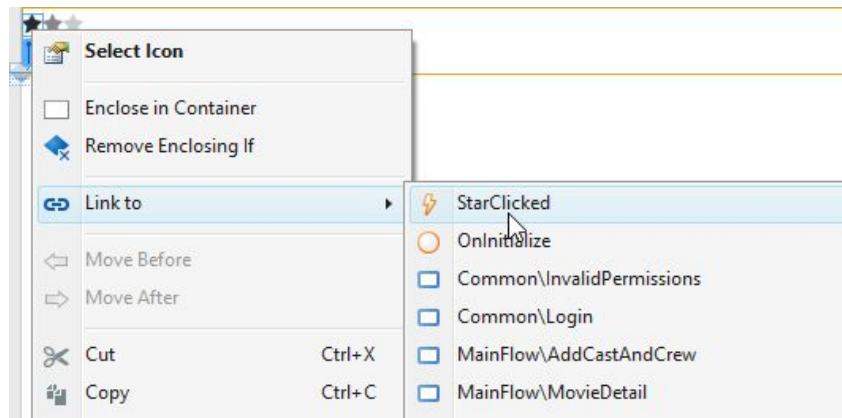 Select Icon
Enclose in Container
Remove Enclosing If
Link to
StarClicked
OnInitialize
Move Before
Common\InvalidPermissions
Move After
Common\Login
Cut Ctrl+X
MainFlow\AddCastAndCrew
Copy Ctrl+C
MainFlow\MovieDetail